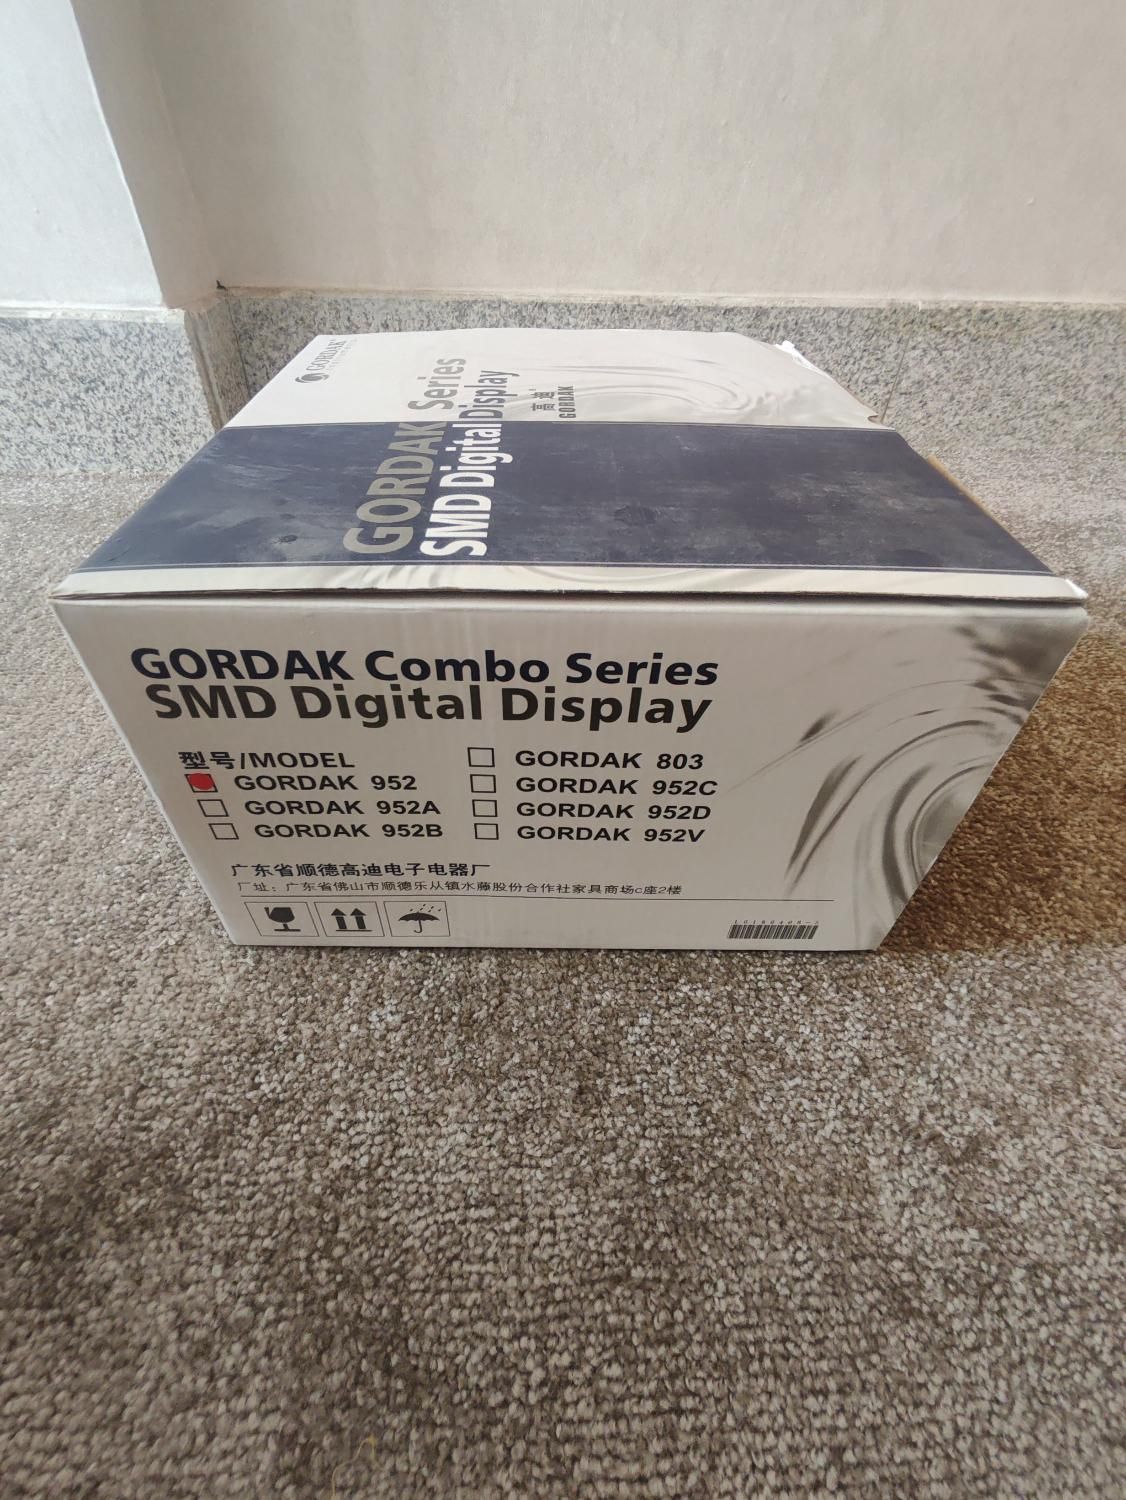 GORDAK
GORDAK Series
SMD Digital Display
高迪
GORDAK
GORDAK Combo Series
SMD Digital Display
型号/MODEL
GORDAK 952
GORDAK 952A
GORDAK 952B
GORDAK 803
GORDAK 952C
GORDAK 952D
GORDAK 952V
广东省顺德高迪电子电器厂
厂址：广东省佛山市顺德乐从镇水藤股份合作社家具商场c座2楼